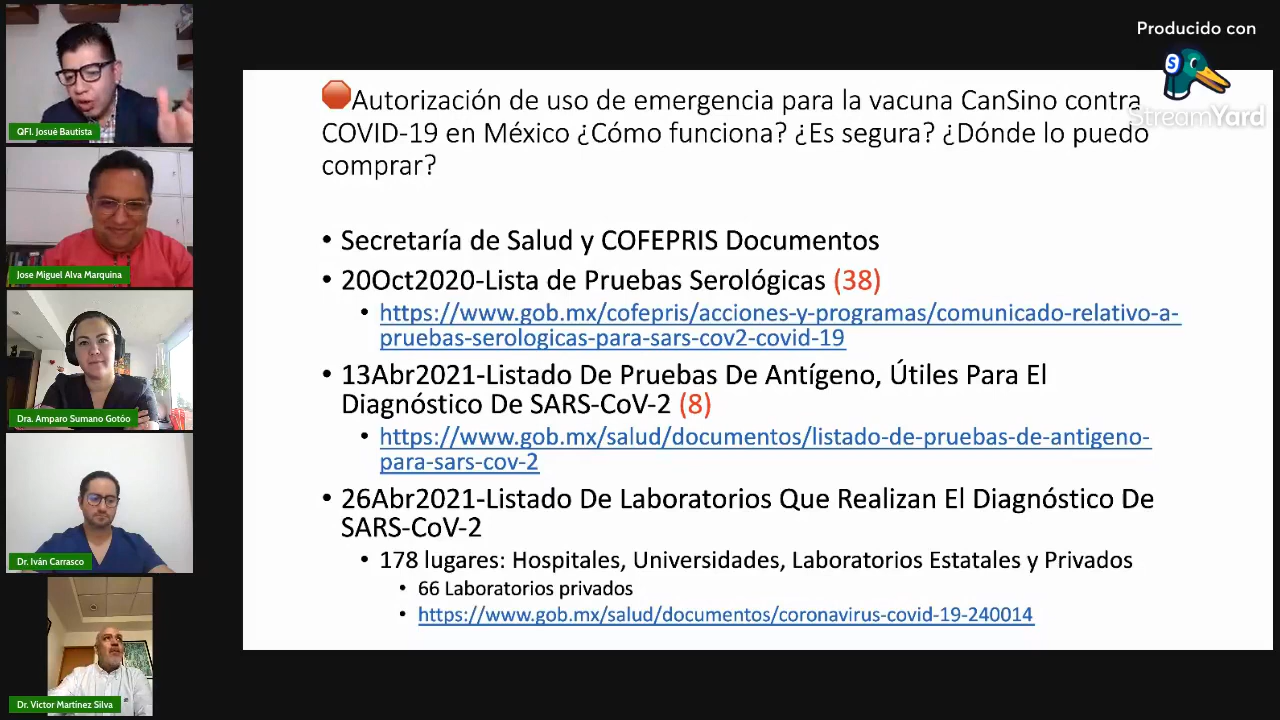 Producido con
StreamYard
QFI. Josué Bautista
Jose Miguel Alva Marquina
Dra. Amparo Sumano Gotóo
Dr. Iván Carrasco
Dr. Victor Martínez Silva
Autorización de uso de emergencia para la vacuna CanSino contra
COVID-19 en México ¿Cómo funciona? ¿Es segura? ¿Dónde lo puedo
comprar?
• Secretaría de Salud y COFEPRIS Documentos
• 20Oct2020-Lista de Pruebas Serológicas (38)
• https://www.gob.mx/cofepris/acciones-y-programas/comunicado-relativo-a-
pruebas-serologicas-para-sars-cov2-covid-19
• 13Abr2021-Listado De Pruebas De Antígeno, Útiles Para El
Diagnóstico De SARS-CoV-2 (8)
• https://www.gob.mx/salud/documentos/listado-de-pruebas-de-antigeno-
para-sars-cov-2
• 26Abr2021-Listado De Laboratorios Que Realizan El Diagnóstico De
SARS-CoV-2
• 178 lugares: Hospitales, Universidades, Laboratorios Estatales y Privados
• 66 Laboratorios privados
• https://www.gob.mx/salud/documentos/coronavirus-covid-19-240014